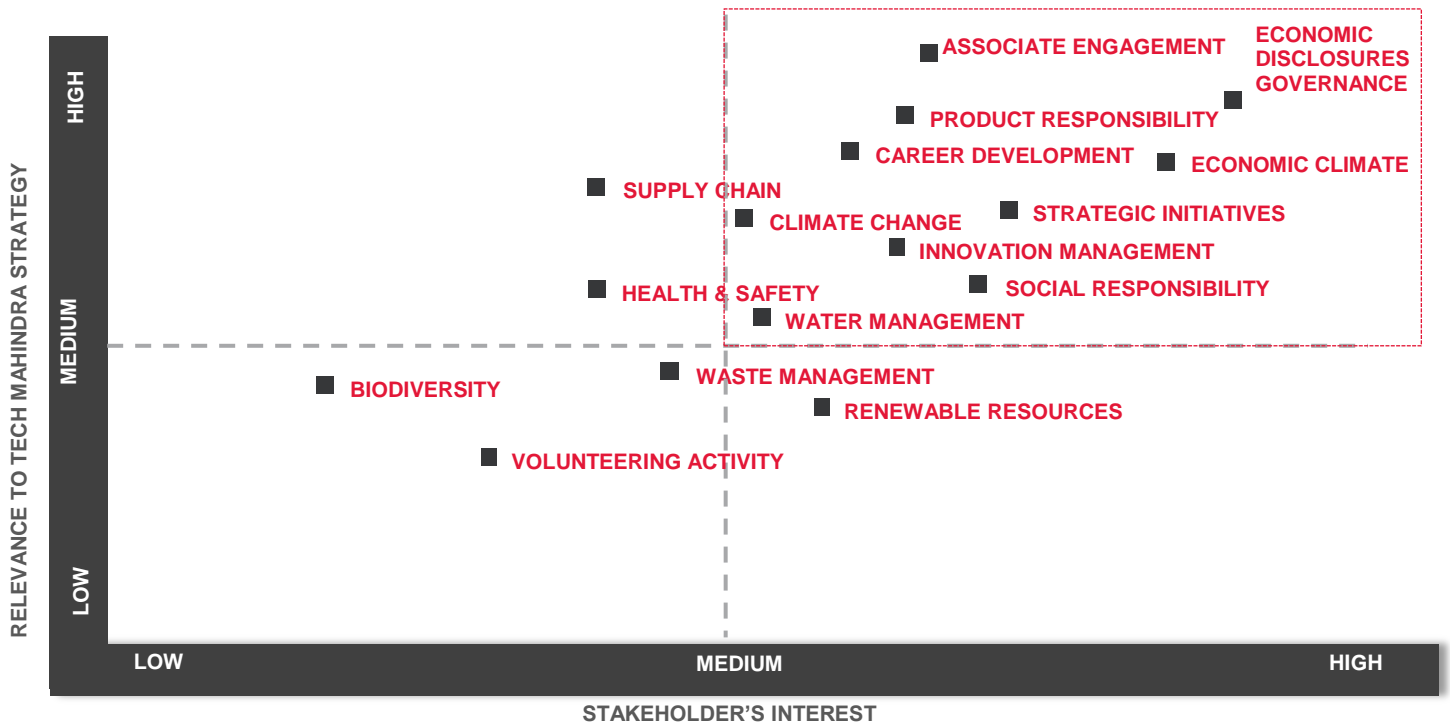 ASSOCIATE ENGAGEMENT
ECONOMIC
DISCLOSURES
GOVERNANCE
PRODUCT RESPONSIBILITY
CAREER DEVELOPMENT
ECONOMIC CLIMATE
SUPPLY CHAIN
CLIMATE CHANGE
STRATEGIC INITIATIVES
INNOVATION MANAGEMENT
HEALTH & SAFETY
SOCIAL RESPONSIBILITY
WATER MANAGEMENT
BIODIVERSITY
WASTE MANAGEMENT
RENEWABLE RESOURCES
VOLUNTEERING ACTIVITY
RELEVANCE TO TECH MAHINDRA STRATEGY
HIGH
MEDIUM
LOW
LOW
MEDIUM
HIGH
STAKEHOLDER’S INTEREST